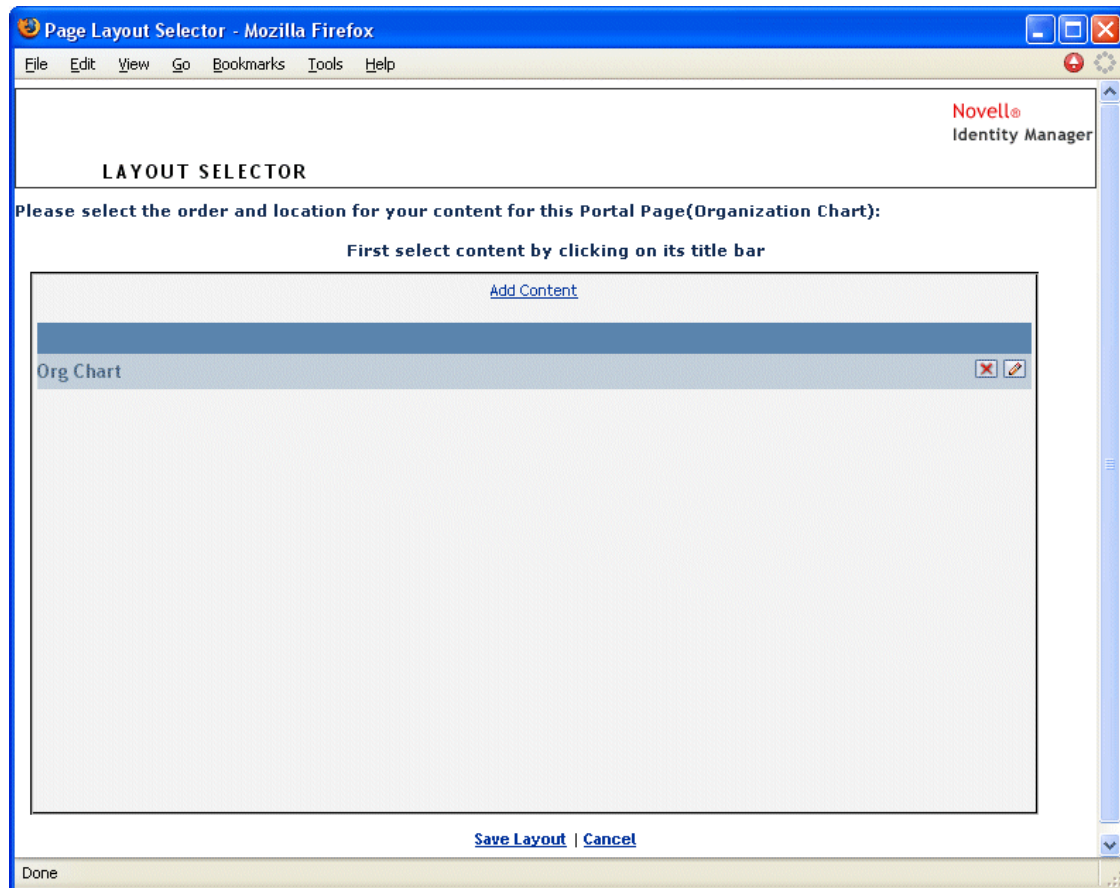 Page Layout Selector - Mozilla Firefox
File Edit View Go Bookmarks Tools Help
Novell®
Identity Manager
LAYOUT SELECTOR
Please select the order and location for your content for this Portal Page(Organization Chart):
First select content by clicking on its title bar
Add Content
Org Chart
Save Layout | Cancel
Done